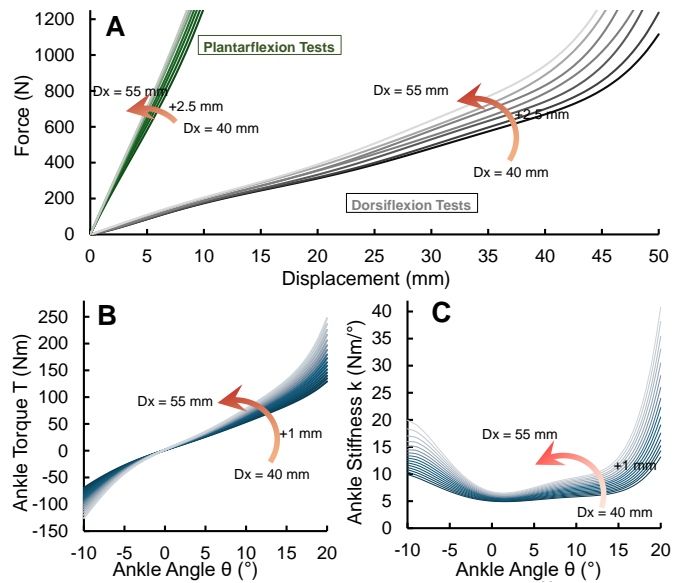 A
Plantarflexion Tests
Dx = 55 mm
+2.5 mm
Dx = 40 mm
Dx = 55 mm
+2.5 mm
Dx = 40 mm
Dorsiflexion Tests
Force (N)
1200
1000
800
600
400
200
0
0 5 10 15 20 25 30 35 40 45 50
Displacement (mm)
B
Ankle Torque T (Nm)
250
200
150
100
50
0
-50
-100
-150
Dx = 55 mm
+1 mm
Dx = 40 mm
-10 -5 0 5 10 15 20
Ankle Angle θ (°)
C
Ankle Stiffness k (Nm/°)
40
35
30
25
20
15
10
5
0
Dx = 55 mm
+1 mm
Dx = 40 mm
-10 -5 0 5 10 15 20
Ankle Angle θ (°)